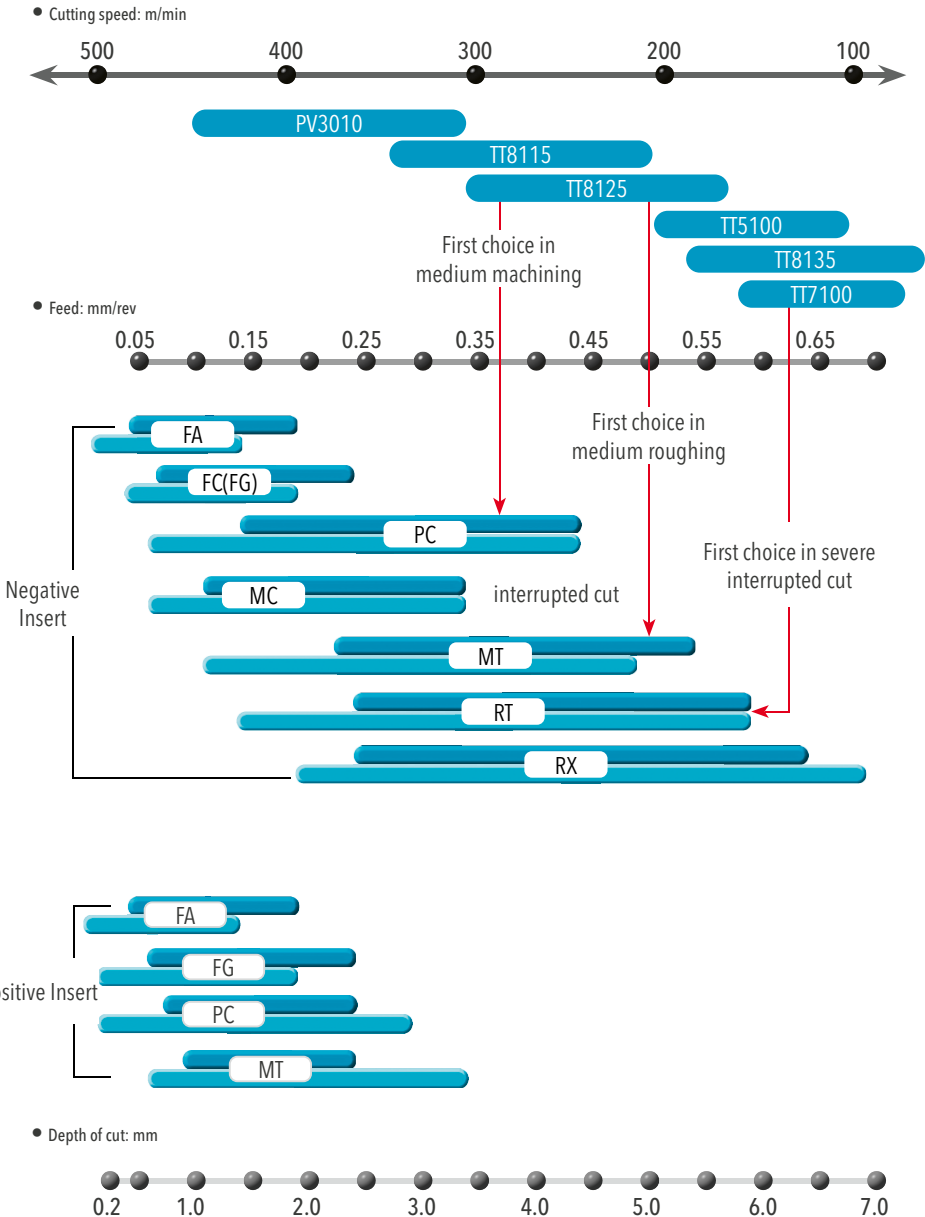 • Cutting speed: m/min
500 400 300 200 100
PV3010
TT8115
TT8125
TT5100
TT8135
TT7100
First choice in
medium machining
• Feed: mm/rev
0.05 0.15 0.25 0.35 0.45 0.55 0.65
First choice in
medium roughing
First choice in severe
interrupted cut
Negative
Insert
FA
FC(FG)
PC
MC
interrupted cut
MT
RT
RX
ositive Insert
FA
FG
PC
MT
• Depth of cut: mm
0.2 1.0 2.0 3.0 4.0 5.0 6.0 7.0